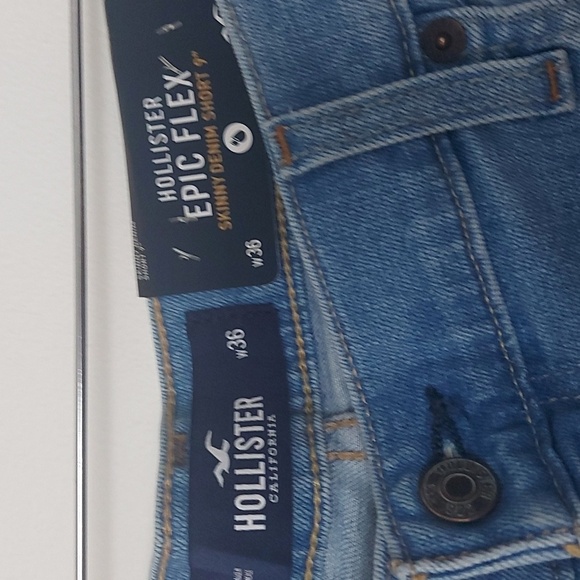 HOLLISTER
EPIC FLEX
SKINNY DENIM SHORT 9"
W36
W36
HOLLISTER
CALIFORNIA